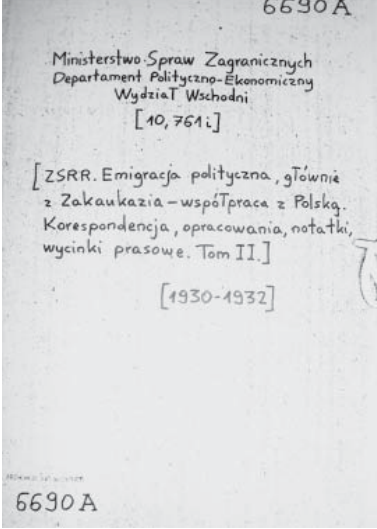 6690 A
Ministerstwo Spraw Zagranicznych
Departament Polityczno-Ekonomiczny
Wydział Wschodni
[10,761i]
[ZSRR. Emigracja polityczna, głównie
z Zakaukazia – współpraca z Polską.
Korespondencja, opracowania, notatki,
wycinki prasowe. Tom II.]
[1930-1932]
6690 A